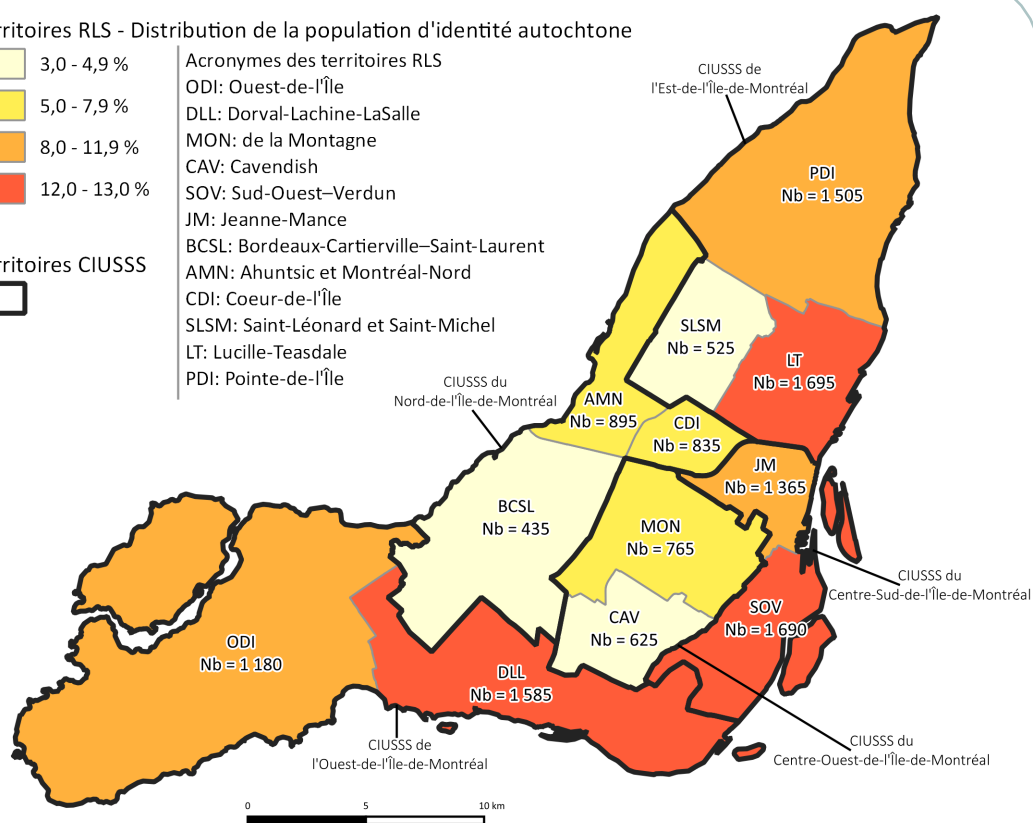 rritoires RLS - Distribution de la population d'identité autochtone
3,0 - 4,9 %
5,0 - 7,9 %
8,0 - 11,9 %
12,0 - 13,0 %
rritoires CIUSSS
Acronymes des territoires RLS
ODI: Ouest-de-l'Île
DLL: Dorval-Lachine-LaSalle
MON: de la Montagne
CAV: Cavendish
SOV: Sud-Ouest–Verdun
JM: Jeanne-Mance
BCSL: Bordeaux-Cartierville–Saint-Laurent
AMN: Ahuntsic et Montréal-Nord
CDI: Coeur-de-l'Île
SLSM: Saint-Léonard et Saint-Michel
LT: Lucille-Teasdale
PDI: Pointe-de-l'Île
CIUSSS de
l'Est-de-l'Île-de-Montréal
PDI
Nb = 1 505
SLSM
Nb = 525
LT
Nb = 1 695
CIUSSS du
Nord-de-l'Île-de-Montréal
AMN
Nb = 895
CDI
Nb = 835
JM
Nb = 1 365
BCSL
Nb = 435
MON
Nb = 765
CIUSSS du
Centre-Sud-de-l'Île-de-Montréal
SOV
Nb = 1 690
CAV
Nb = 625
ODI
Nb = 1 180
DLL
Nb = 1 585
CIUSSS de
l'Ouest-de-l'Île-de-Montréal
CIUSSS du
Centre-Ouest-de-l'Île-de-Montréal
0 5 10 km